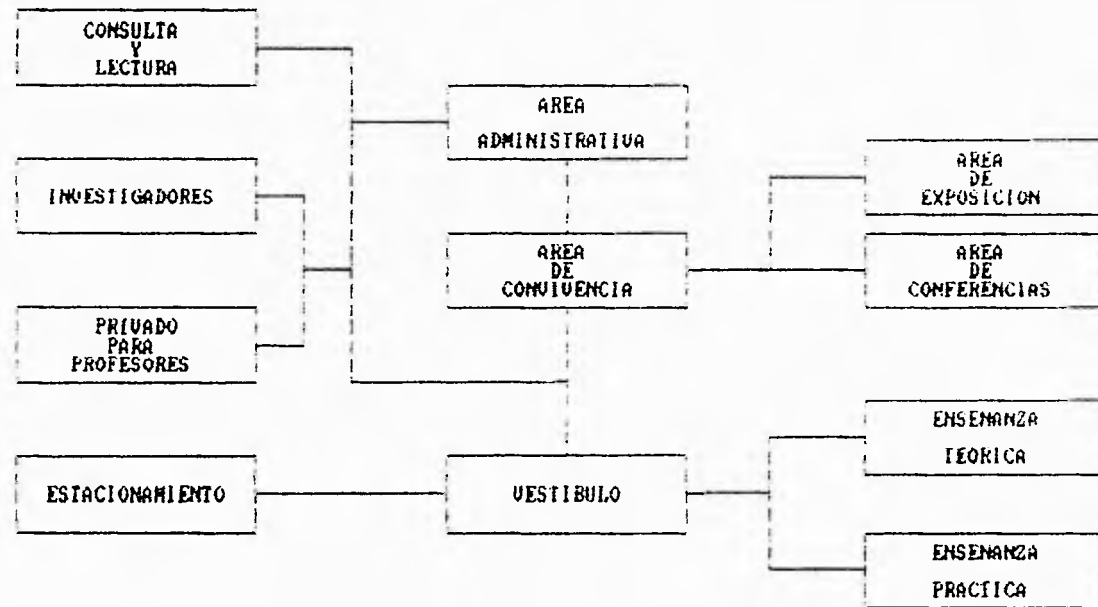 CONSULTA
Y
LECTURA
AREA
ADMINISTRATIVA
AREA
DE
EXPOSICION
INVESTIGADORES
AREA
DE
CONVIVENCIA
AREA
DE
CONFERENCIAS
PRIVADO
PARA
PROFESORES
ENSENANZA
TEORICA
ESTACIONAMIENTO
VESTIBULO
ENSENANZA
PRACTICA